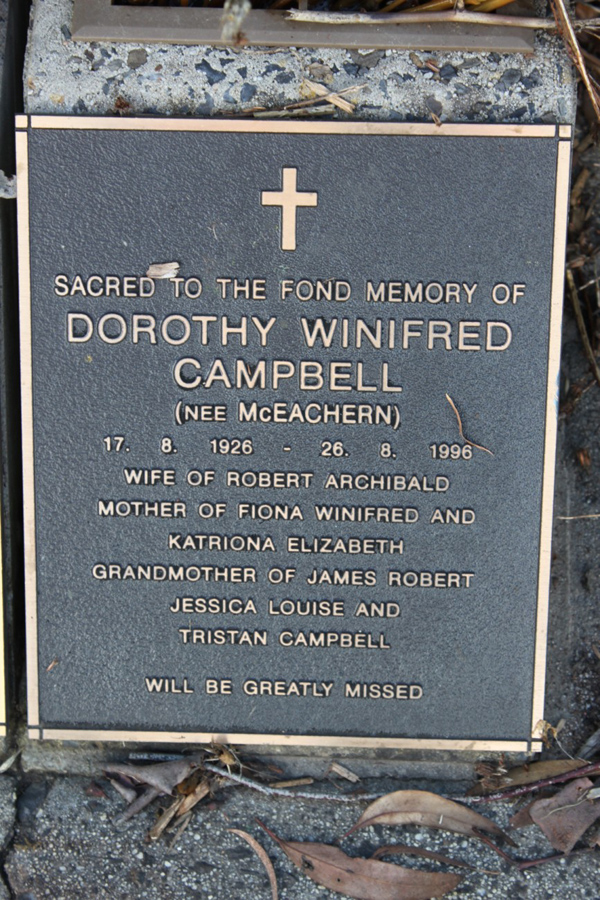 SACRED TO THE FOND MEMORY OF
DOROTHY WINIFRED
CAMPBELL
(NEE McEACHERN)
17. 8. 1926 - 26. 8. 1996
WIFE OF ROBERT ARCHIBALD
MOTHER OF FIONA WINIFRED AND
KATRIONA ELIZABETH
GRANDMOTHER OF JAMES ROBERT
JESSICA LOUISE AND
TRISTAN CAMPBELL
WILL BE GREATLY MISSED